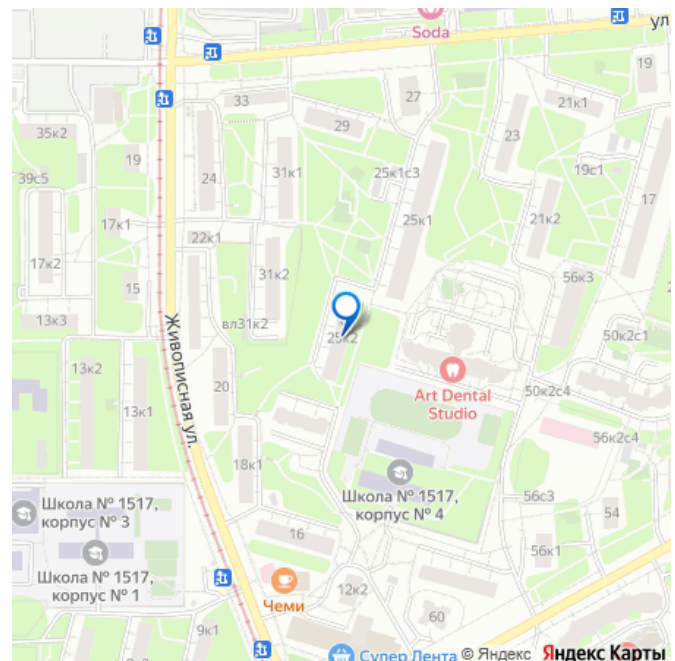 Soda
ул
19
33
27
21к1
35к2
29
23
19
39с5
24
31к1
25к1с3
19с1
17
17к1
25к1
21к2
22к1
17к2
31к2
56к3
15
13к3
вл31к2
Живописная ул.
25к2
50к2с1
13к2
20
Art Dental
Studio
50к2с4
13к1
56к2с4
18к1
Школа № 1517,
корпус № 4
56с3
Школа № 1517,
корпус № 3
54
16
56к1
Школа № 1517,
корпус № 1
Чеми
12к2
60
9к1
Супер Лента
© Яндекс Яндекс Карты